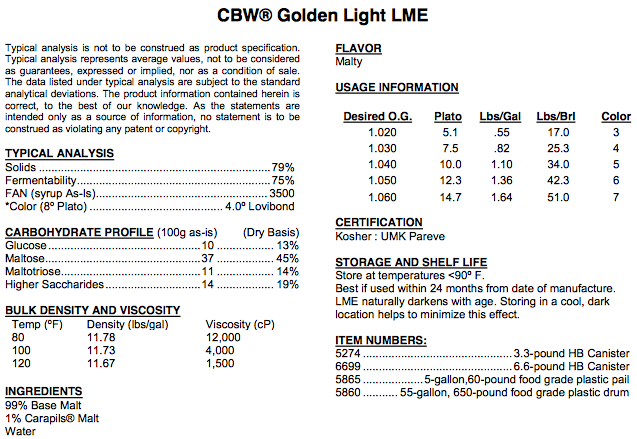 CBW® Golden Light LME
Typical analysis is not to be construed as product specification.
Typical analysis represents average values, not to be considered
as guarantees, expressed or implied, nor as a condition of sale.
The data listed under typical analysis are subject to the standard
analytical deviations. The product information contained herein is
correct, to the best of our knowledge. As the statements are
intended only as a source of information, no statement is to be
construed as violating any patent or copyright.
TYPICAL ANALYSIS
Solids ........................................................................79%
Fermentability............................................................75%
FAN (syrup As-Is)......................................................3500
*Color (8º Plato) ........................................4.0º Lovibond
CARBOHYDRATE PROFILE (100g as-is) (Dry Basis)
Glucose..............................................10 ....................13%
Maltose...............................................37 ....................45%
Maltotriose..........................................11 ....................14%
Higher Saccharides............................14 ....................19%
BULK DENSITY AND VISCOSITY
Temp (ºF) Density (lbs/gal) Viscosity (cP)
80 11.78 12,000
100 11.73 4,000
120 11.67 1,500
INGREDIENTS
99% Base Malt
1% Carapils® Malt
Water
FLAVOR
Malty
USAGE INFORMATION
Desired O.G. Plato Lbs/Gal Lbs/Brl Color
1.020 5.1 .55 17.0 3
1.030 7.5 .82 25.3 4
1.040 10.0 1.10 34.0 5
1.050 12.3 1.36 42.3 6
1.060 14.7 1.64 51.0 7
CERTIFICATION
Kosher : UMK Pareve
STORAGE AND SHELF LIFE
Store at temperatures <90º F.
Best if used within 24 months from date of manufacture.
LME naturally darkens with age. Storing in a cool, dark
location helps to minimize this effect.
ITEM NUMBERS:
5274 ................................................3.3-pound HB Canister
6699 ................................................6.6-pound HB Canister
5865 ...................5-gallon,60-pound food grade plastic pail
5860 ........... 55-gallon, 650-pound food grade plastic drum